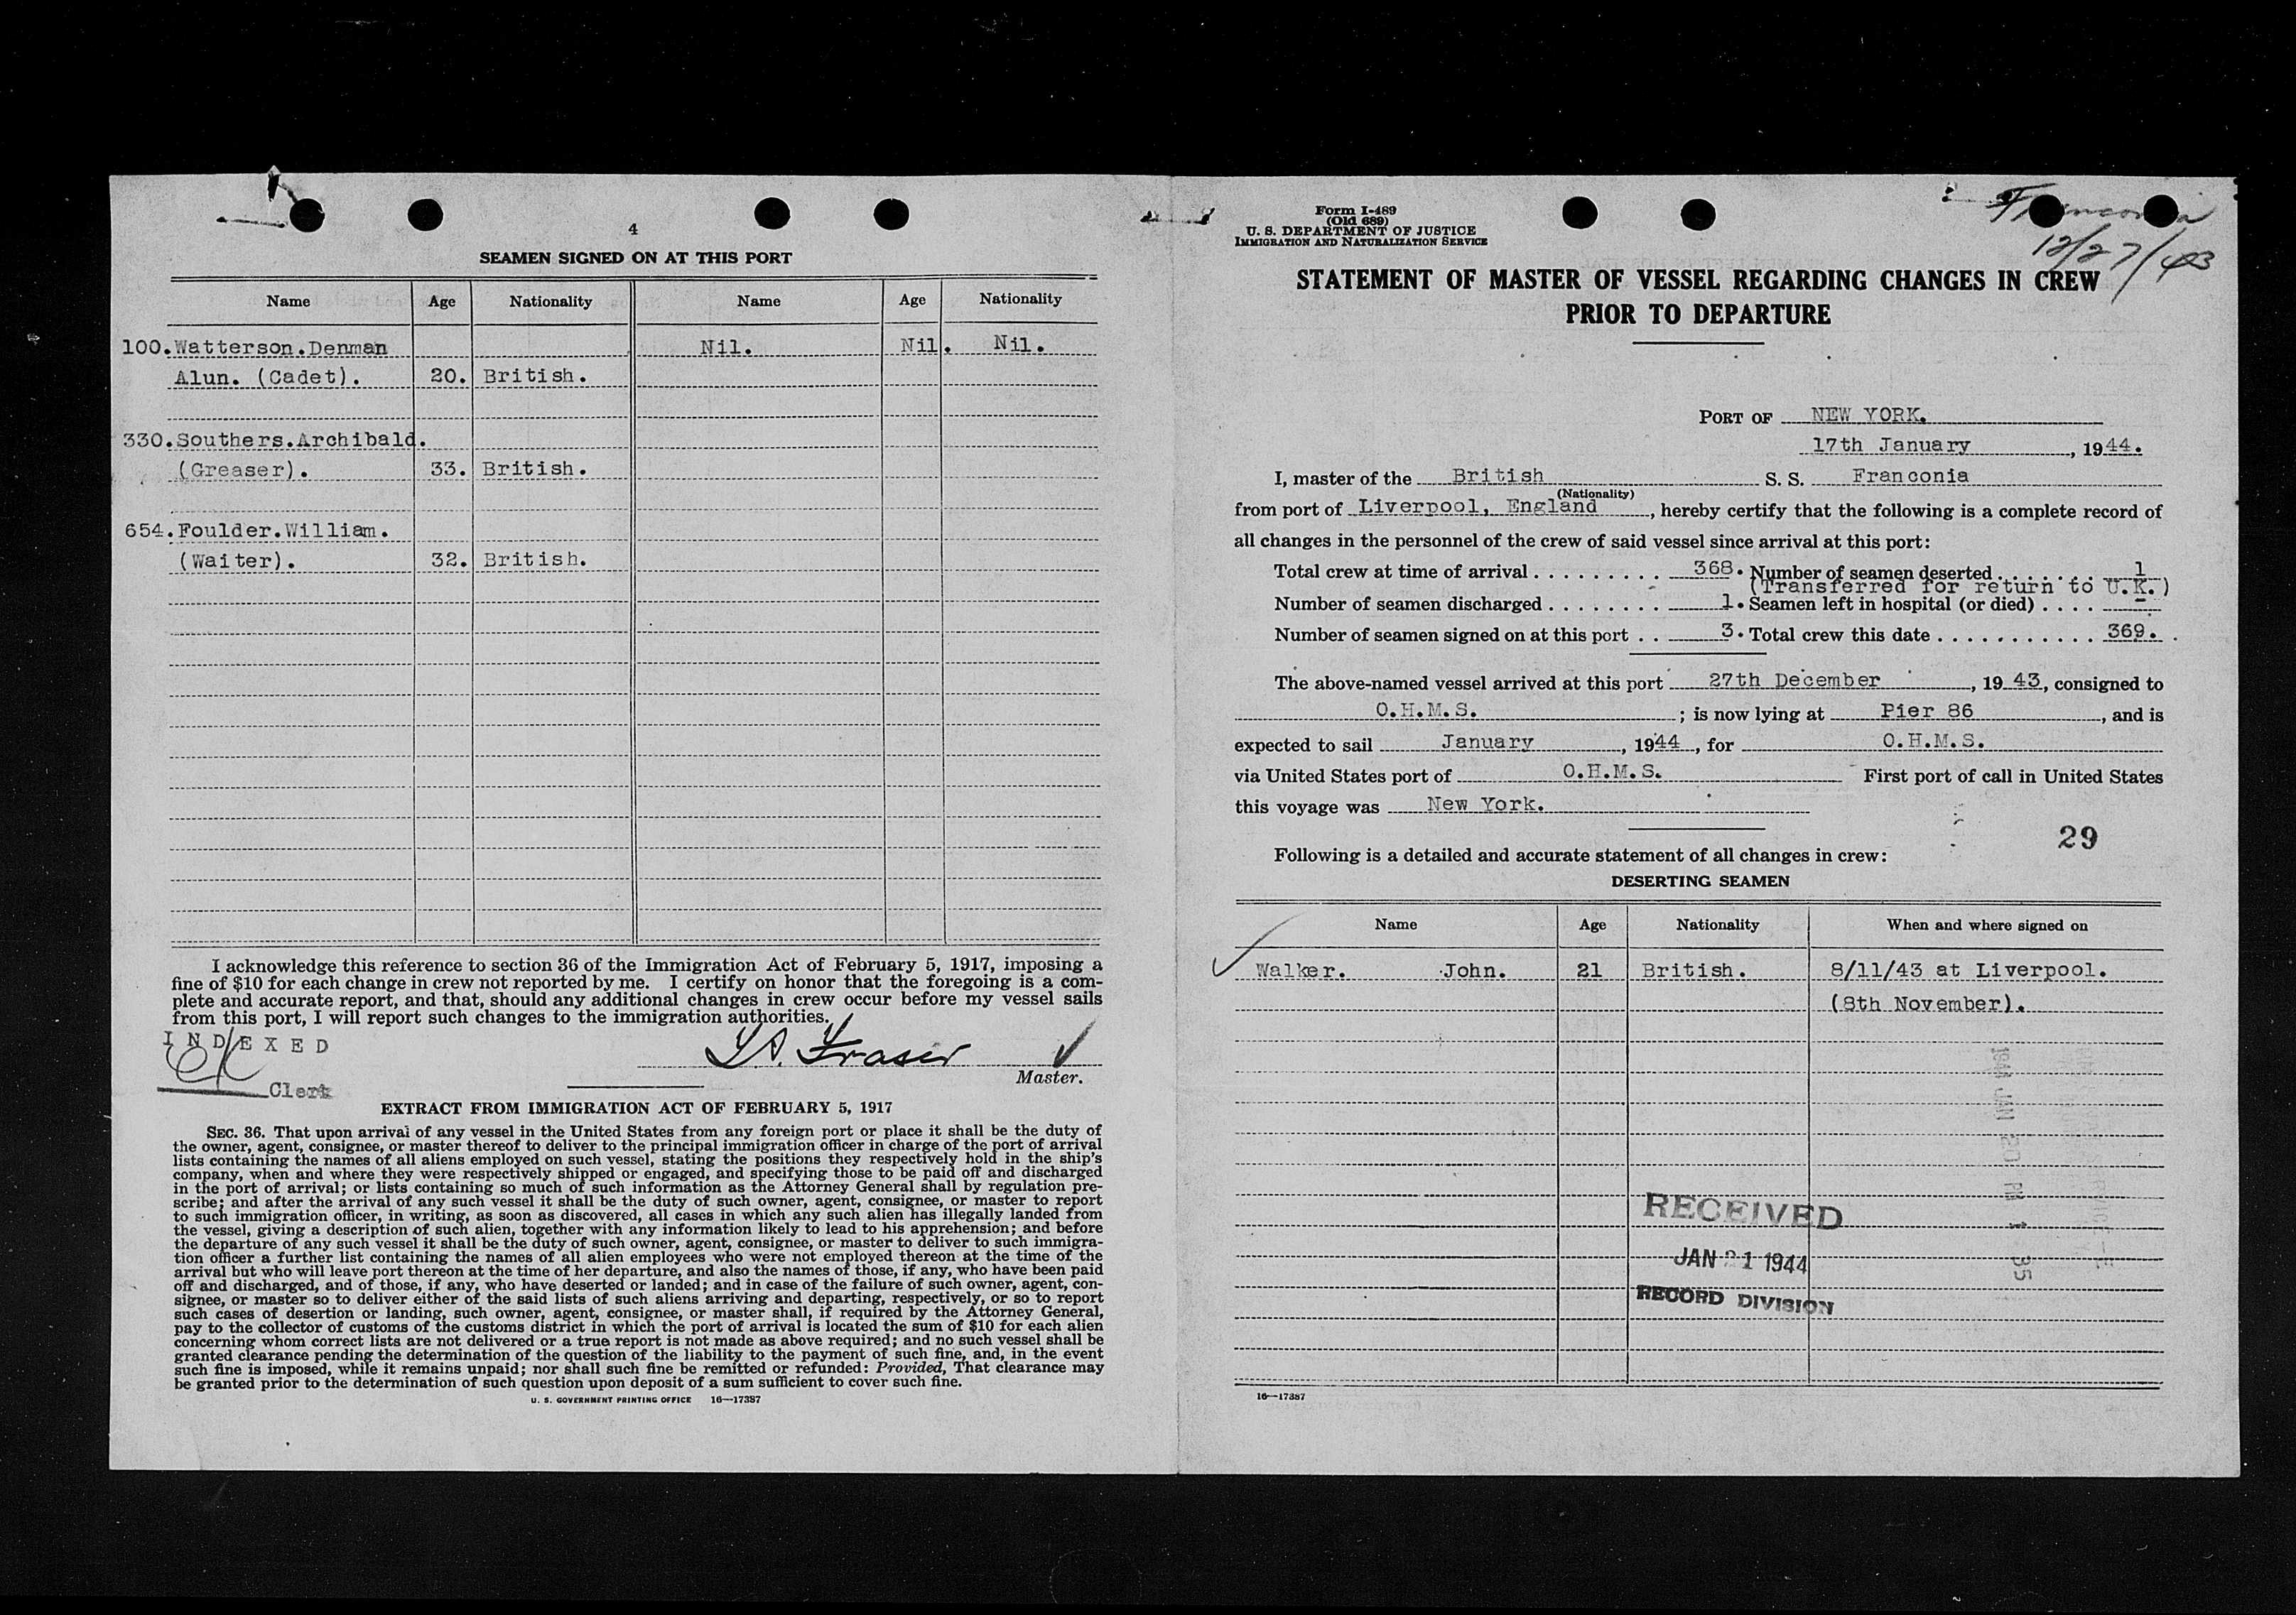 4
SEAMEN SIGNED ON AT THIS PORT
Name Age Nationality Name Age Nationality
100. Watterson. Denman Nil. Nil. Nil.
Alun. (Cadet). 20. British.
330. Southers. Archibald.
(Greaser). 33. British.
654. Foulder. William.
(Waiter). 32. British.
I acknowledge this reference to section 36 of the Immigration Act of February 5, 1917, imposing a
fine of $10 for each change in crew not reported by me. I certify on honor that the foregoing is a com-
plete and accurate report, and that, should any additional changes in crew occur before my vessel sails
from this port, I will report such changes to the immigration authorities.
INDEXED
Fraser
Clerk
Master.
EXTRACT FROM IMMIGRATION ACT OF FEBRUARY 5, 1917
SEC. 36. That upon arrival of any vessel in the United States from any foreign port or place it shall be the duty of
the owner, agent, consignee, or master thereof to deliver to the principal immigration officer in charge of the port of arrival
lists containing the names of all aliens employed on such vessel, stating the positions they respectively hold in the ship's
company, when and where they were respectively shipped or engaged, and specifying those to be paid off and discharged
in the port of arrival; or lists containing so much of such information as the Attorney General shall by regulation pre-
scribe; and after the arrival of any such vessel it shall be the duty of such owner, agent, consignee, or master to report
to such immigration officer, in writing, as soon as discovered, all cases in which any such alien has illegally landed from
the vessel, giving a description of such alien, together with any information likely to lead to his apprehension; and before
the departure of any such vessel it shall be the duty of such owner, agent, consignee, or master to deliver to such immigra-
tion officer a further list containing the names of all alien employees who were not employed thereon at the time of the
arrival but who will leave port thereon at the time of her departure, and also the names of those, if any, who have been paid
off and discharged, and of those, if any, who have deserted or landed; and in case of the failure of such owner, agent, con-
signee, or master so to deliver either of the said lists of such aliens arriving and departing, respectively, or so to report
such cases of desertion or landing, such owner, agent, consignee, or master shall, if required by the Attorney General,
pay to the collector of customs of the customs district in which the port of arrival is located the sum of $10 for each alien
concerning whom correct lists are not delivered or a true report is not made as above required; and no such vessel shall be
granted clearance pending the determination of the question of the liability to the payment of such fine, and, in the event
such fine is imposed, while it remains unpaid; nor shall such fine be remitted or refunded: Provided, That clearance may
be granted prior to the determination of such question upon deposit of a sum sufficient to cover such fine.
U. S. GOVERNMENT PRINTING OFFICE 16—17387
Form I-489
(Old 689)
U. S. DEPARTMENT OF JUSTICE
IMMIGRATION AND NATURALIZATION SERVICE
Franconia
12/27/43
STATEMENT OF MASTER OF VESSEL REGARDING CHANGES IN CREW
PRIOR TO DEPARTURE
PORT OF NEW YORK.
17th January, 1944.
I, master of the British S. S. Franconia
(Nationality)
from port of Liverpool, England, hereby certify that the following is a complete record of
all changes in the personnel of the crew of said vessel since arrival at this port:
Total crew at time of arrival . . . . . . . . . . 368. Number of seamen deserted . . . . . . . 1
(Transferred for return to U.K.)
Number of seamen discharged . . . . . . . . 1. Seamen left in hospital (or died) . . . . -
Number of seamen signed on at this port . . 3. Total crew this date . . . . . . . . . . . . 369.
The above-named vessel arrived at this port 27th December, 1943, consigned to
O.H.M.S. ; is now lying at Pier 86, and is
expected to sail January, 1944, for O.H.M.S.
via United States port of O.H.M.S. First port of call in United States
this voyage was New York.
29
Following is a detailed and accurate statement of all changes in crew:
DESERTING SEAMEN
Name Age Nationality When and where signed on
Walker. John. 21 British. 8/11/43 at Liverpool.
(8th November).
1944 JAN 20 PM 1 35
RECEIVED
JAN 21 1944
RECORD DIVISION
16—17387